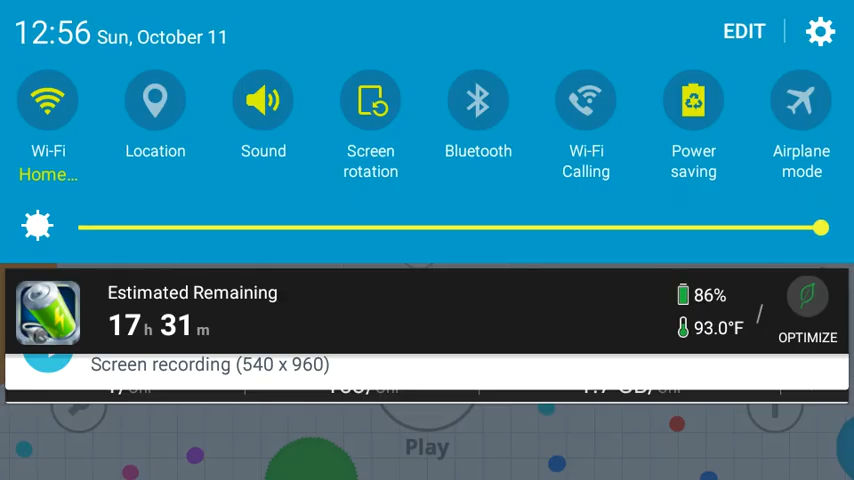 12:56 Sun, October 11
EDIT
Wi-Fi
Home...
Location
Sound
Screen
rotation
Bluetooth
Wi-Fi
Calling
Power
saving
Airplane
mode
Estimated Remaining
17 h 31 m
86%
93.0°F
/
OPTIMIZE
Screen recording (540 x 960)
Play